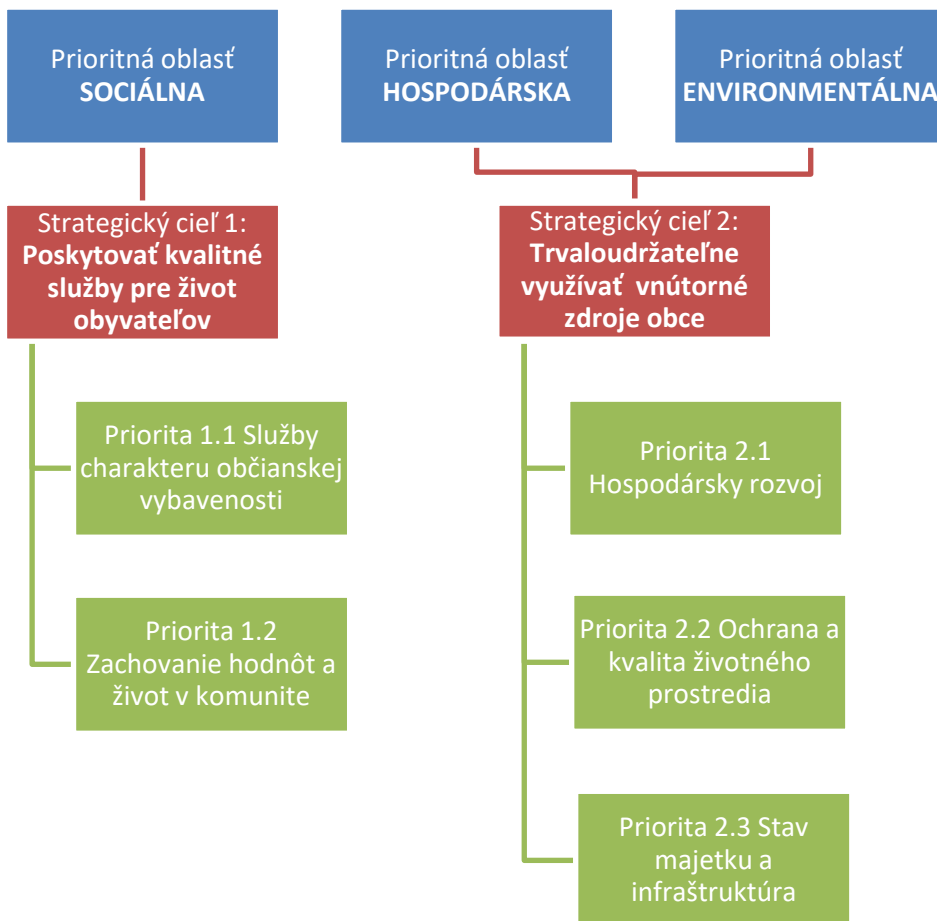 Prioritná oblasť
SOCIÁLNA
Prioritná oblasť
HOSPODÁRSKA
Prioritná oblasť
ENVIRONMENTÁLNA
Strategický cieľ 1:
Poskytovať kvalitné
služby pre život
obyvateľov
Strategický cieľ 2:
Trvaloudržateľne
využívať vnútorné
zdroje obce
Priorita 1.1 Služby
charakteru občianskej
vybavenosti
Priorita 1.2
Zachovanie hodnôt a
život v komunite
Priorita 2.1
Hospodársky rozvoj
Priorita 2.2 Ochrana a
kvalita životného
prostredia
Priorita 2.3 Stav
majetku a
infraštruktúra